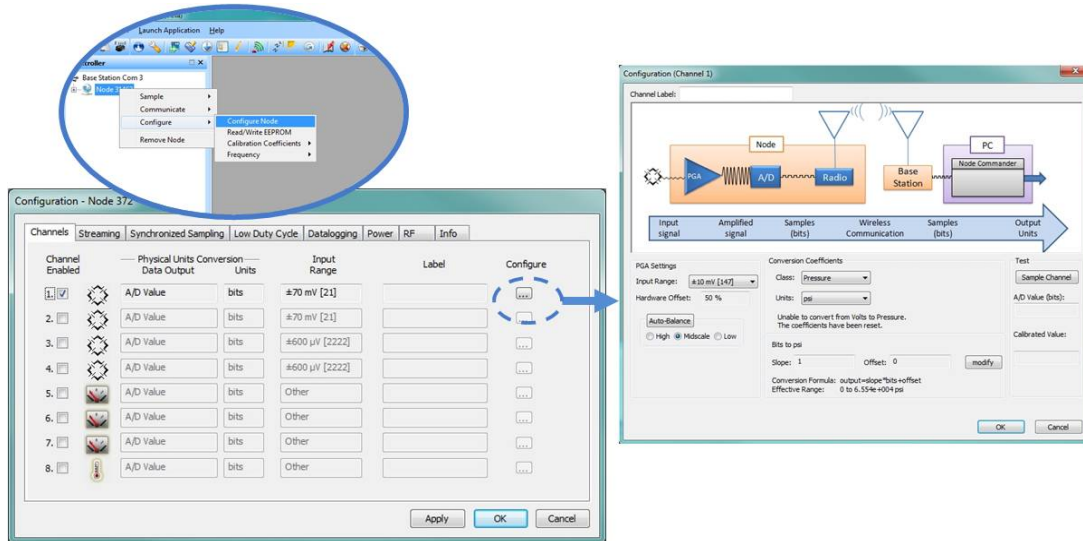 Launch Application Help
Base Station Com 3
Node
Sample
Communicate
Configure
Remove Node
Configure Node
Read/Write EEPROM
Calibration Coefficients
Frequency
Configuration - Node 372
Channels Streaming Synchronized Sampling Low Duty Cycle Datalogging Power RF Info
Channel Enabled
Physical Units Conversion
Data Output Units
Input Range
Label
Configure
1. A/D Value bits ±70 mV [21] ...
2. A/D Value bits ±70 mV [21] ...
3. A/D Value bits ±600 µV [2222] ...
4. A/D Value bits ±600 µV [2222] ...
5. A/D Value bits Other ...
6. A/D Value bits Other ...
7. A/D Value bits Other ...
8. A/D Value bits Other ...
Apply OK Cancel
Configuration (Channel 1)
Channel Label:
Node
PC
Node Commander
PGA
A/D
Radio
Base Station
Input signal
Amplified signal
Samples (bits)
Wireless Communication
Samples (bits)
Output Units
PGA Settings
Input Range: ±10 mV [147]
Hardware Offset: 50 %
Auto-Balance
High Midscale Low
Conversion Coefficients
Class: Pressure
Units: psi
Unable to convert from Volts to Pressure.
The coefficients have been reset.
Bits to psi
Slope: 1 Offset: 0 modify
Conversion Formula: output=slope*bits+offset
Effective Range: 0 to 6.554e+004 psi
Test
Sample Channel
A/D Value (bits):
Calibrated Value:
OK Cancel